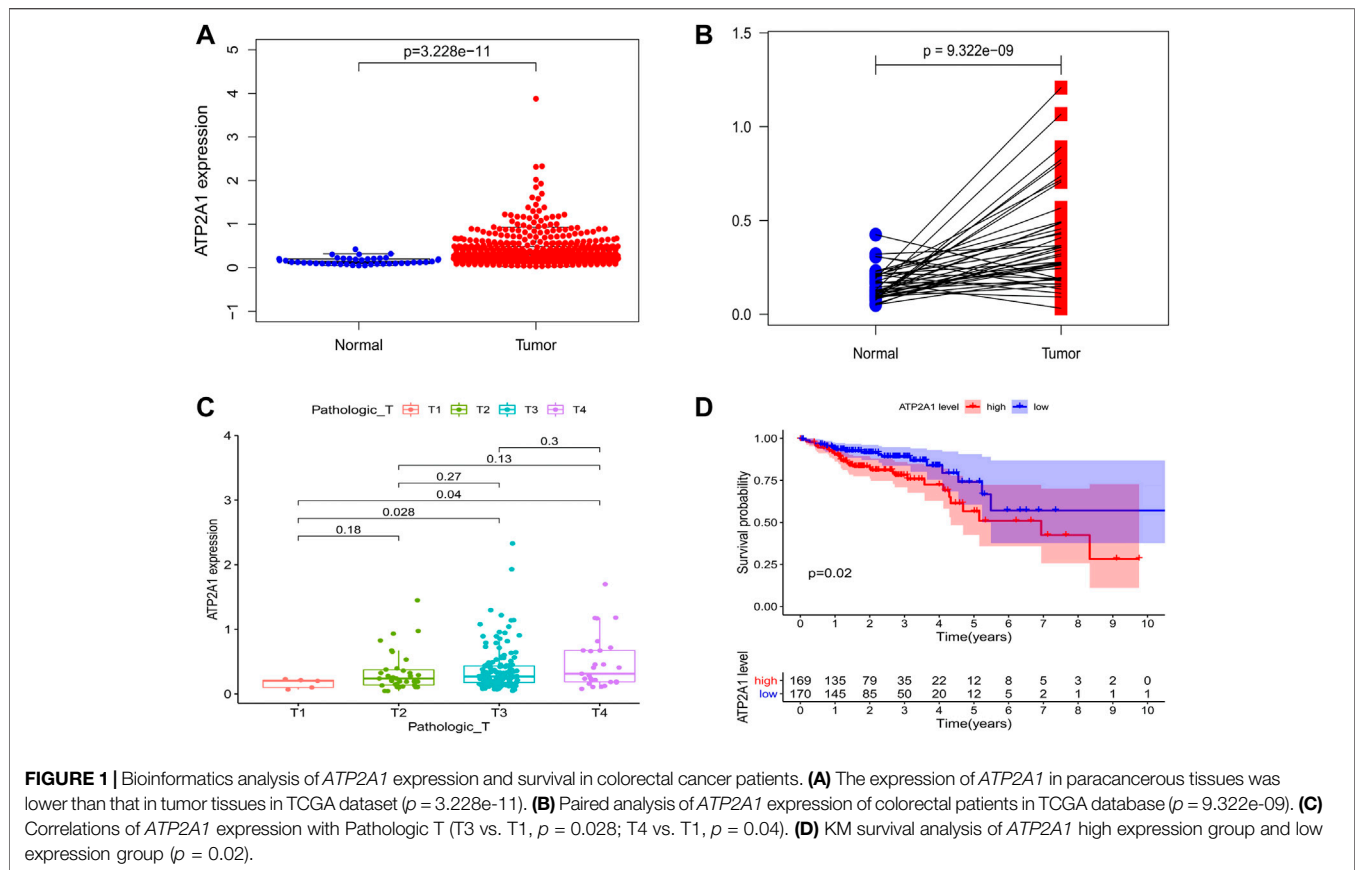 A
p=3.228e−11
ATP2A1 expression
5
4
3
2
1
0
−1
Normal
Tumor
B
p = 9.322e−09
1.5
1.0
0.5
0.0
Normal
Tumor
C
Pathologic_T T1 T2 T3 T4
ATP2A1 expression
4
3
2
1
0
0.3
0.13
0.27
0.04
0.028
0.18
T1 T2 T3 T4
Pathologic_T
D
ATP2A1 level high low
Survival probability
1.00
0.75
0.50
0.25
0.00
p=0.02
0 1 2 3 4 5 6 7 8 9 10
Time(years)
ATP2A1 level
high 169 135 79 35 22 12 8 5 3 2 0
low 170 145 85 50 20 12 5 2 1 1 1
0 1 2 3 4 5 6 7 8 9 10
Time(years)
FIGURE 1 | Bioinformatics analysis of ATP2A1 expression and survival in colorectal cancer patients. (A) The expression of ATP2A1 in paracancerous tissues was
lower than that in tumor tissues in TCGA dataset (p = 3.228e-11). (B) Paired analysis of ATP2A1 expression of colorectal patients in TCGA database (p = 9.322e-09). (C)
Correlations of ATP2A1 expression with Pathologic T (T3 vs. T1, p = 0.028; T4 vs. T1, p = 0.04). (D) KM survival analysis of ATP2A1 high expression group and low
expression group (p = 0.02).